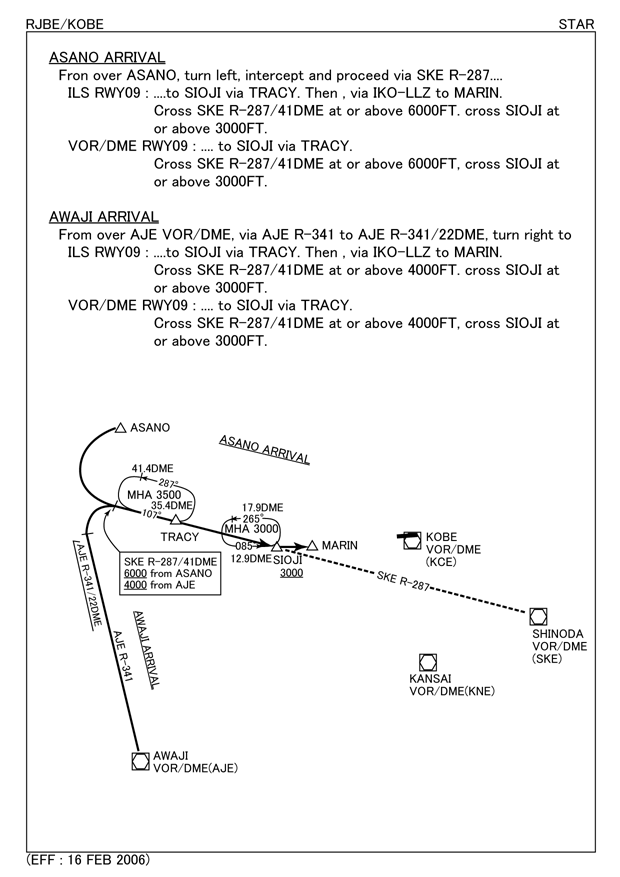 RJBE/KOBE
STAR
ASANO ARRIVAL
Fron over ASANO, turn left, intercept and proceed via SKE R-287....
ILS RWY09 : ....to SIOJI via TRACY. Then , via IKO-LLZ to MARIN.
Cross SKE R-287/41DME at or above 6000FT. cross SIOJI at
or above 3000FT.
VOR/DME RWY09 : .... to SIOJI via TRACY.
Cross SKE R-287/41DME at or above 6000FT, cross SIOJI at
or above 3000FT.
AWAJI ARRIVAL
From over AJE VOR/DME, via AJE R-341 to AJE R-341/22DME, turn right to
ILS RWY09 : ....to SIOJI via TRACY. Then , via IKO-LLZ to MARIN.
Cross SKE R-287/41DME at or above 4000FT. cross SIOJI at
or above 3000FT.
VOR/DME RWY09 : .... to SIOJI via TRACY.
Cross SKE R-287/41DME at or above 4000FT, cross SIOJI at
or above 3000FT.
ASANO
ASANO ARRIVAL
41.4DME
287°
MHA 3500
35.4DME
107°
TRACY
17.9DME
265°
MHA 3000
085
12.9DME
SIOJI
3000
MARIN
KOBE
VOR/DME
(KCE)
SKE R-287/41DME
6000 from ASANO
4000 from AJE
SKE R-287
AJE R-341/22DME
AWAJI ARRIVAL
AJE R-341
SHINODA
VOR/DME
(SKE)
KANSAI
VOR/DME(KNE)
AWAJI
VOR/DME(AJE)
(EFF : 16 FEB 2006)